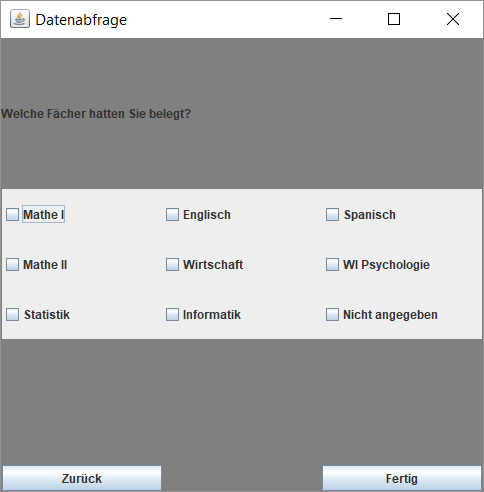 Datenabfrage
Welche Fächer hatten Sie belegt?
Mathe I Englisch Spanisch
Mathe II Wirtschaft WI Psychologie
Statistik Informatik Nicht angegeben
Zurück Fertig